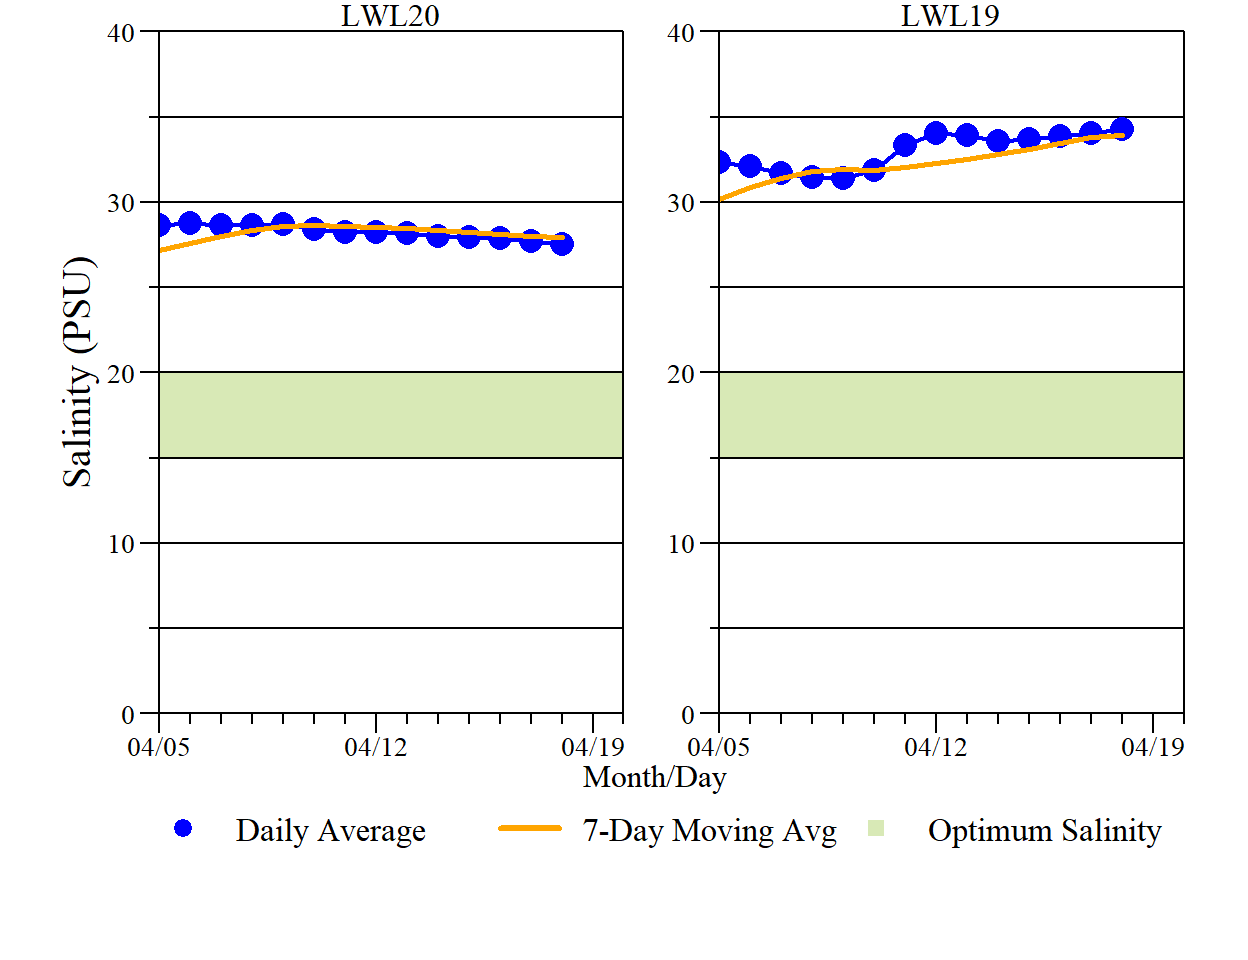 LWL20 LWL19
40 40
30 30
20 20
10 10
0 0
Salinity (PSU)
04/05 04/12 04/19 04/05 04/12 04/19
Month/Day
Daily Average 7-Day Moving Avg Optimum Salinity